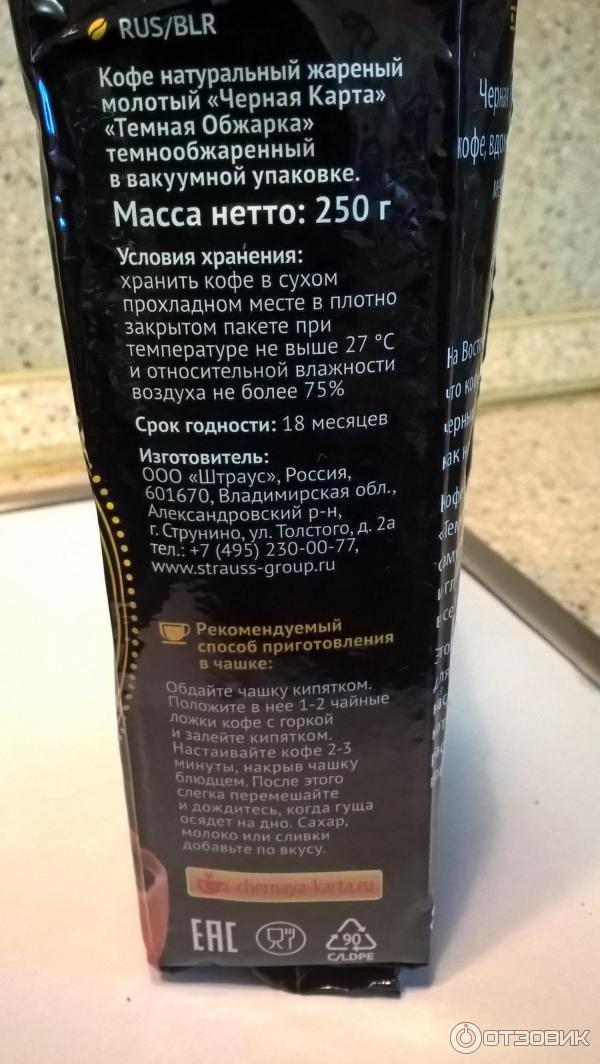 RUS/BLR
Кофе натуральный жареный
молотый «Черная Карта»
«Темная Обжарка»
темнообжаренный
в вакуумной упаковке.
Масса нетто: 250 г
Условия хранения:
хранить кофе в сухом
прохладном месте в плотно
закрытом пакете при
температуре не выше 27 °C
и относительной влажности
воздуха не более 75%
Срок годности: 18 месяцев
Изготовитель:
ООО «Штраус», Россия,
601670, Владимирская обл.,
Александровский р-н,
г. Струнино, ул. Толстого, д. 2а
тел.: +7 (495) 230-00-77,
www.strauss-group.ru
Рекомендуемый
способ приготовления
в чашке:
Обдайте чашку кипятком.
Положите в нее 1-2 чайные
ложки кофе с горкой
и залейте кипятком.
Настаивайте кофе 2-3
минуты, накрыв чашку
блюдцем. После этого
слегка перемешайте
и дождитесь, когда гуща
осядет на дно. Сахар,
молоко или сливки
добавьте по вкусу.
chernaya-karta.ru
EAC
90
C/LDPE
Черная
кофе,
На
ОТЗОВИК